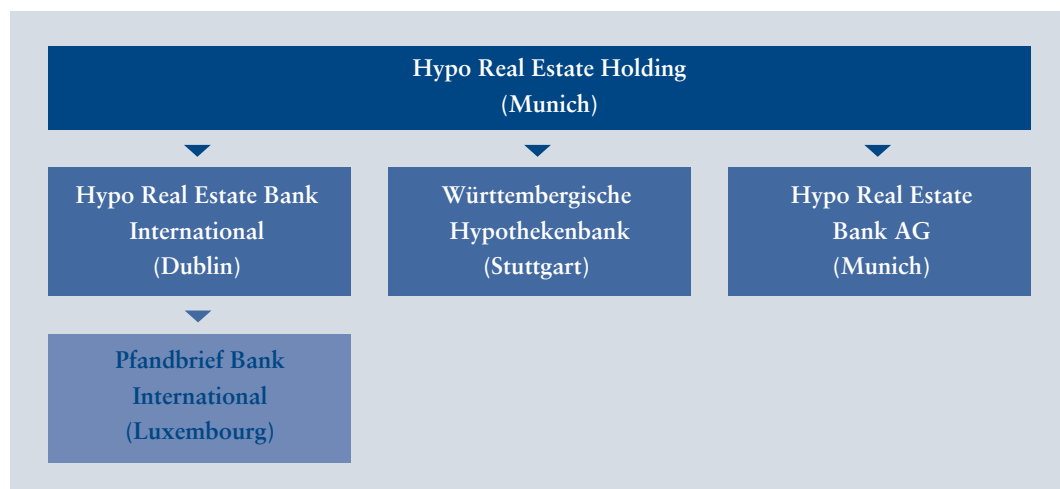 Hypo Real Estate Holding
(Munich)
Hypo Real Estate Bank
International
(Dublin)
Württembergische
Hypothekenbank
(Stuttgart)
Hypo Real Estate
Bank AG
(Munich)
Pfandbrief Bank
International
(Luxembourg)